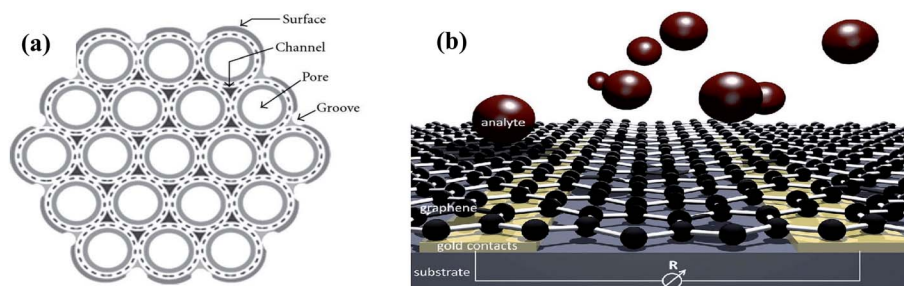 (a)
Surface
Channel
Pore
Groove
(b)
analyte
graphene
gold contacts
substrate
R